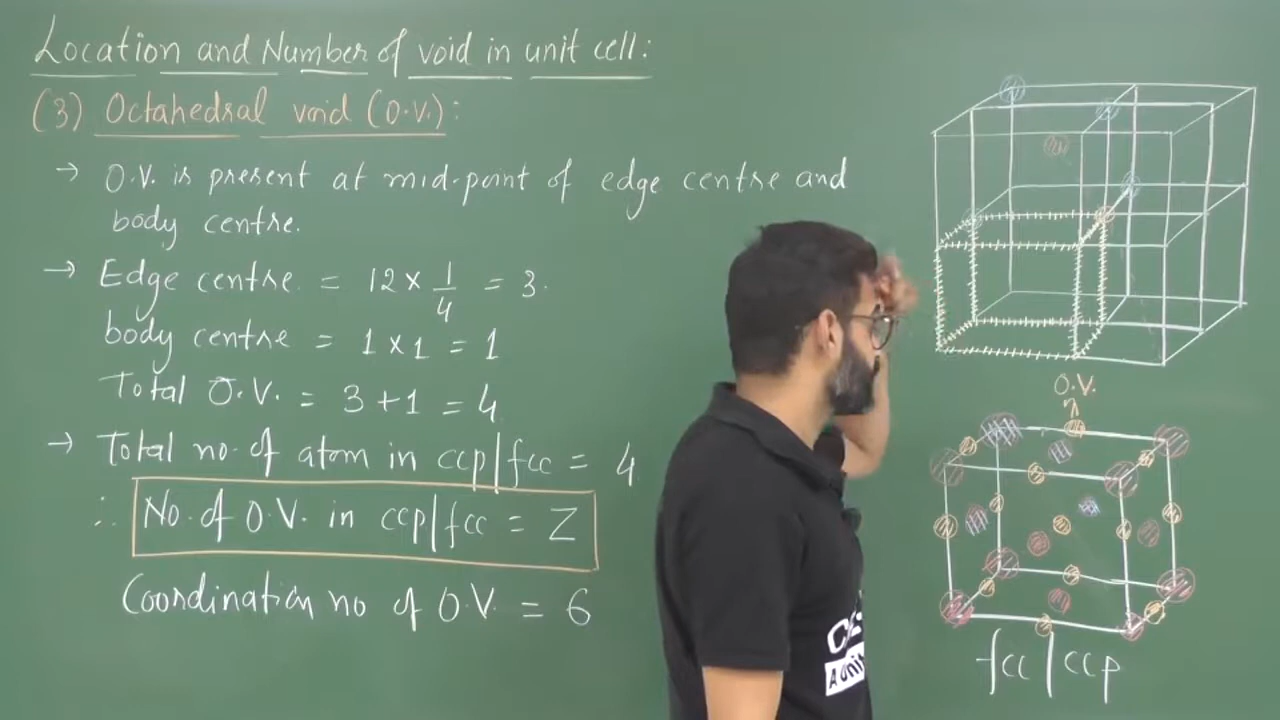 Location and Number of void in unit cell:
(3) Octahedral void (O.V.):
→ O.V. is present at mid-point of edge centre and
body centre.
→ Edge centre = 12 × 1/4 = 3.
body centre = 1 × 1 = 1
Total O.V. = 3 + 1 = 4
→ Total no. of atom in ccp|fcc = 4
∴ No. of O.V. in ccp|fcc = Z
Coordination no of O.V. = 6
O.V.
fcc | ccp